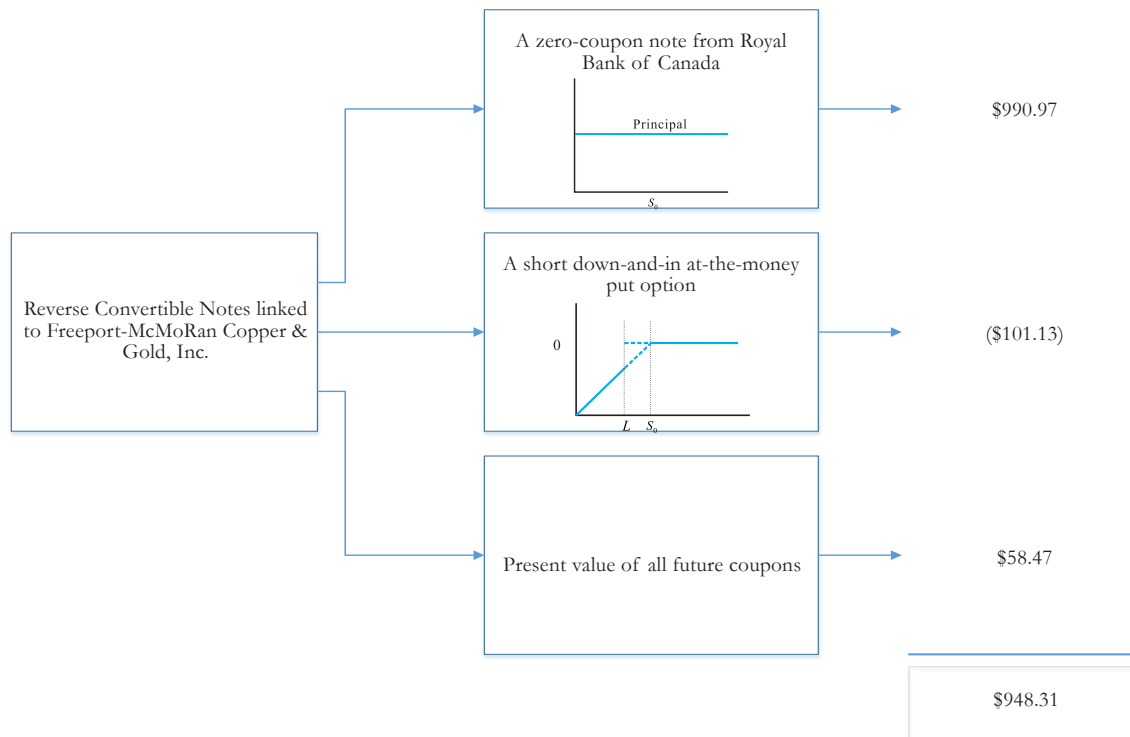 A zero-coupon note from Royal
Bank of Canada
Principal
S₀
$990.97
Reverse Convertible Notes linked
to Freeport-McMoRan Copper &
Gold, Inc.
A short down-and-in at-the-money
put option
0
L S₀
($101.13)
Present value of all future coupons
$58.47
$948.31